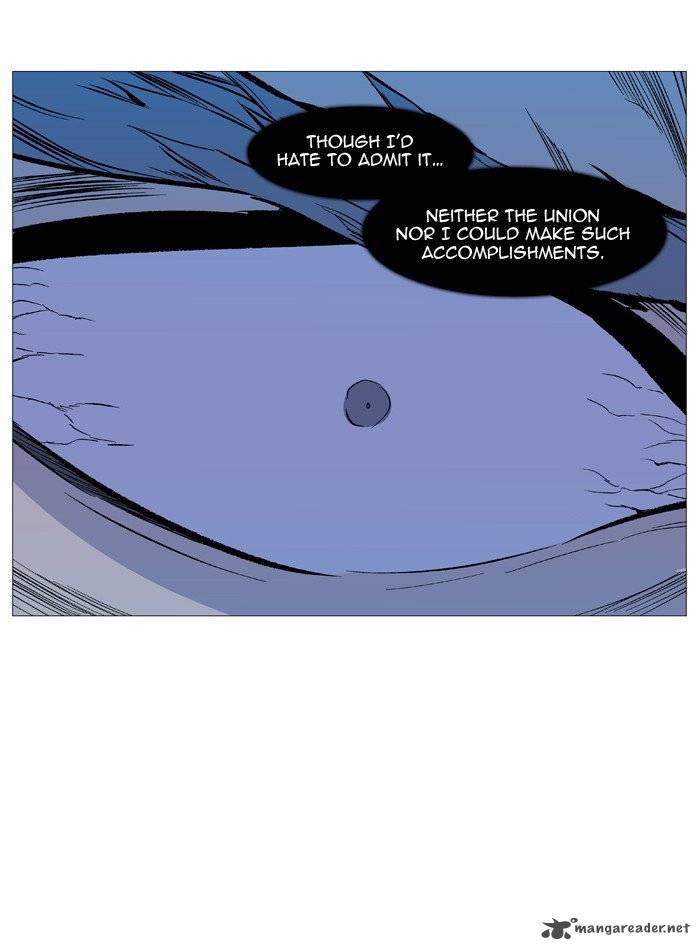 THOUGH I'D
HATE TO ADMIT IT...
NEITHER THE UNION
NOR I COULD MAKE SUCH
ACCOMPLISHMENTS.
mangareader.net